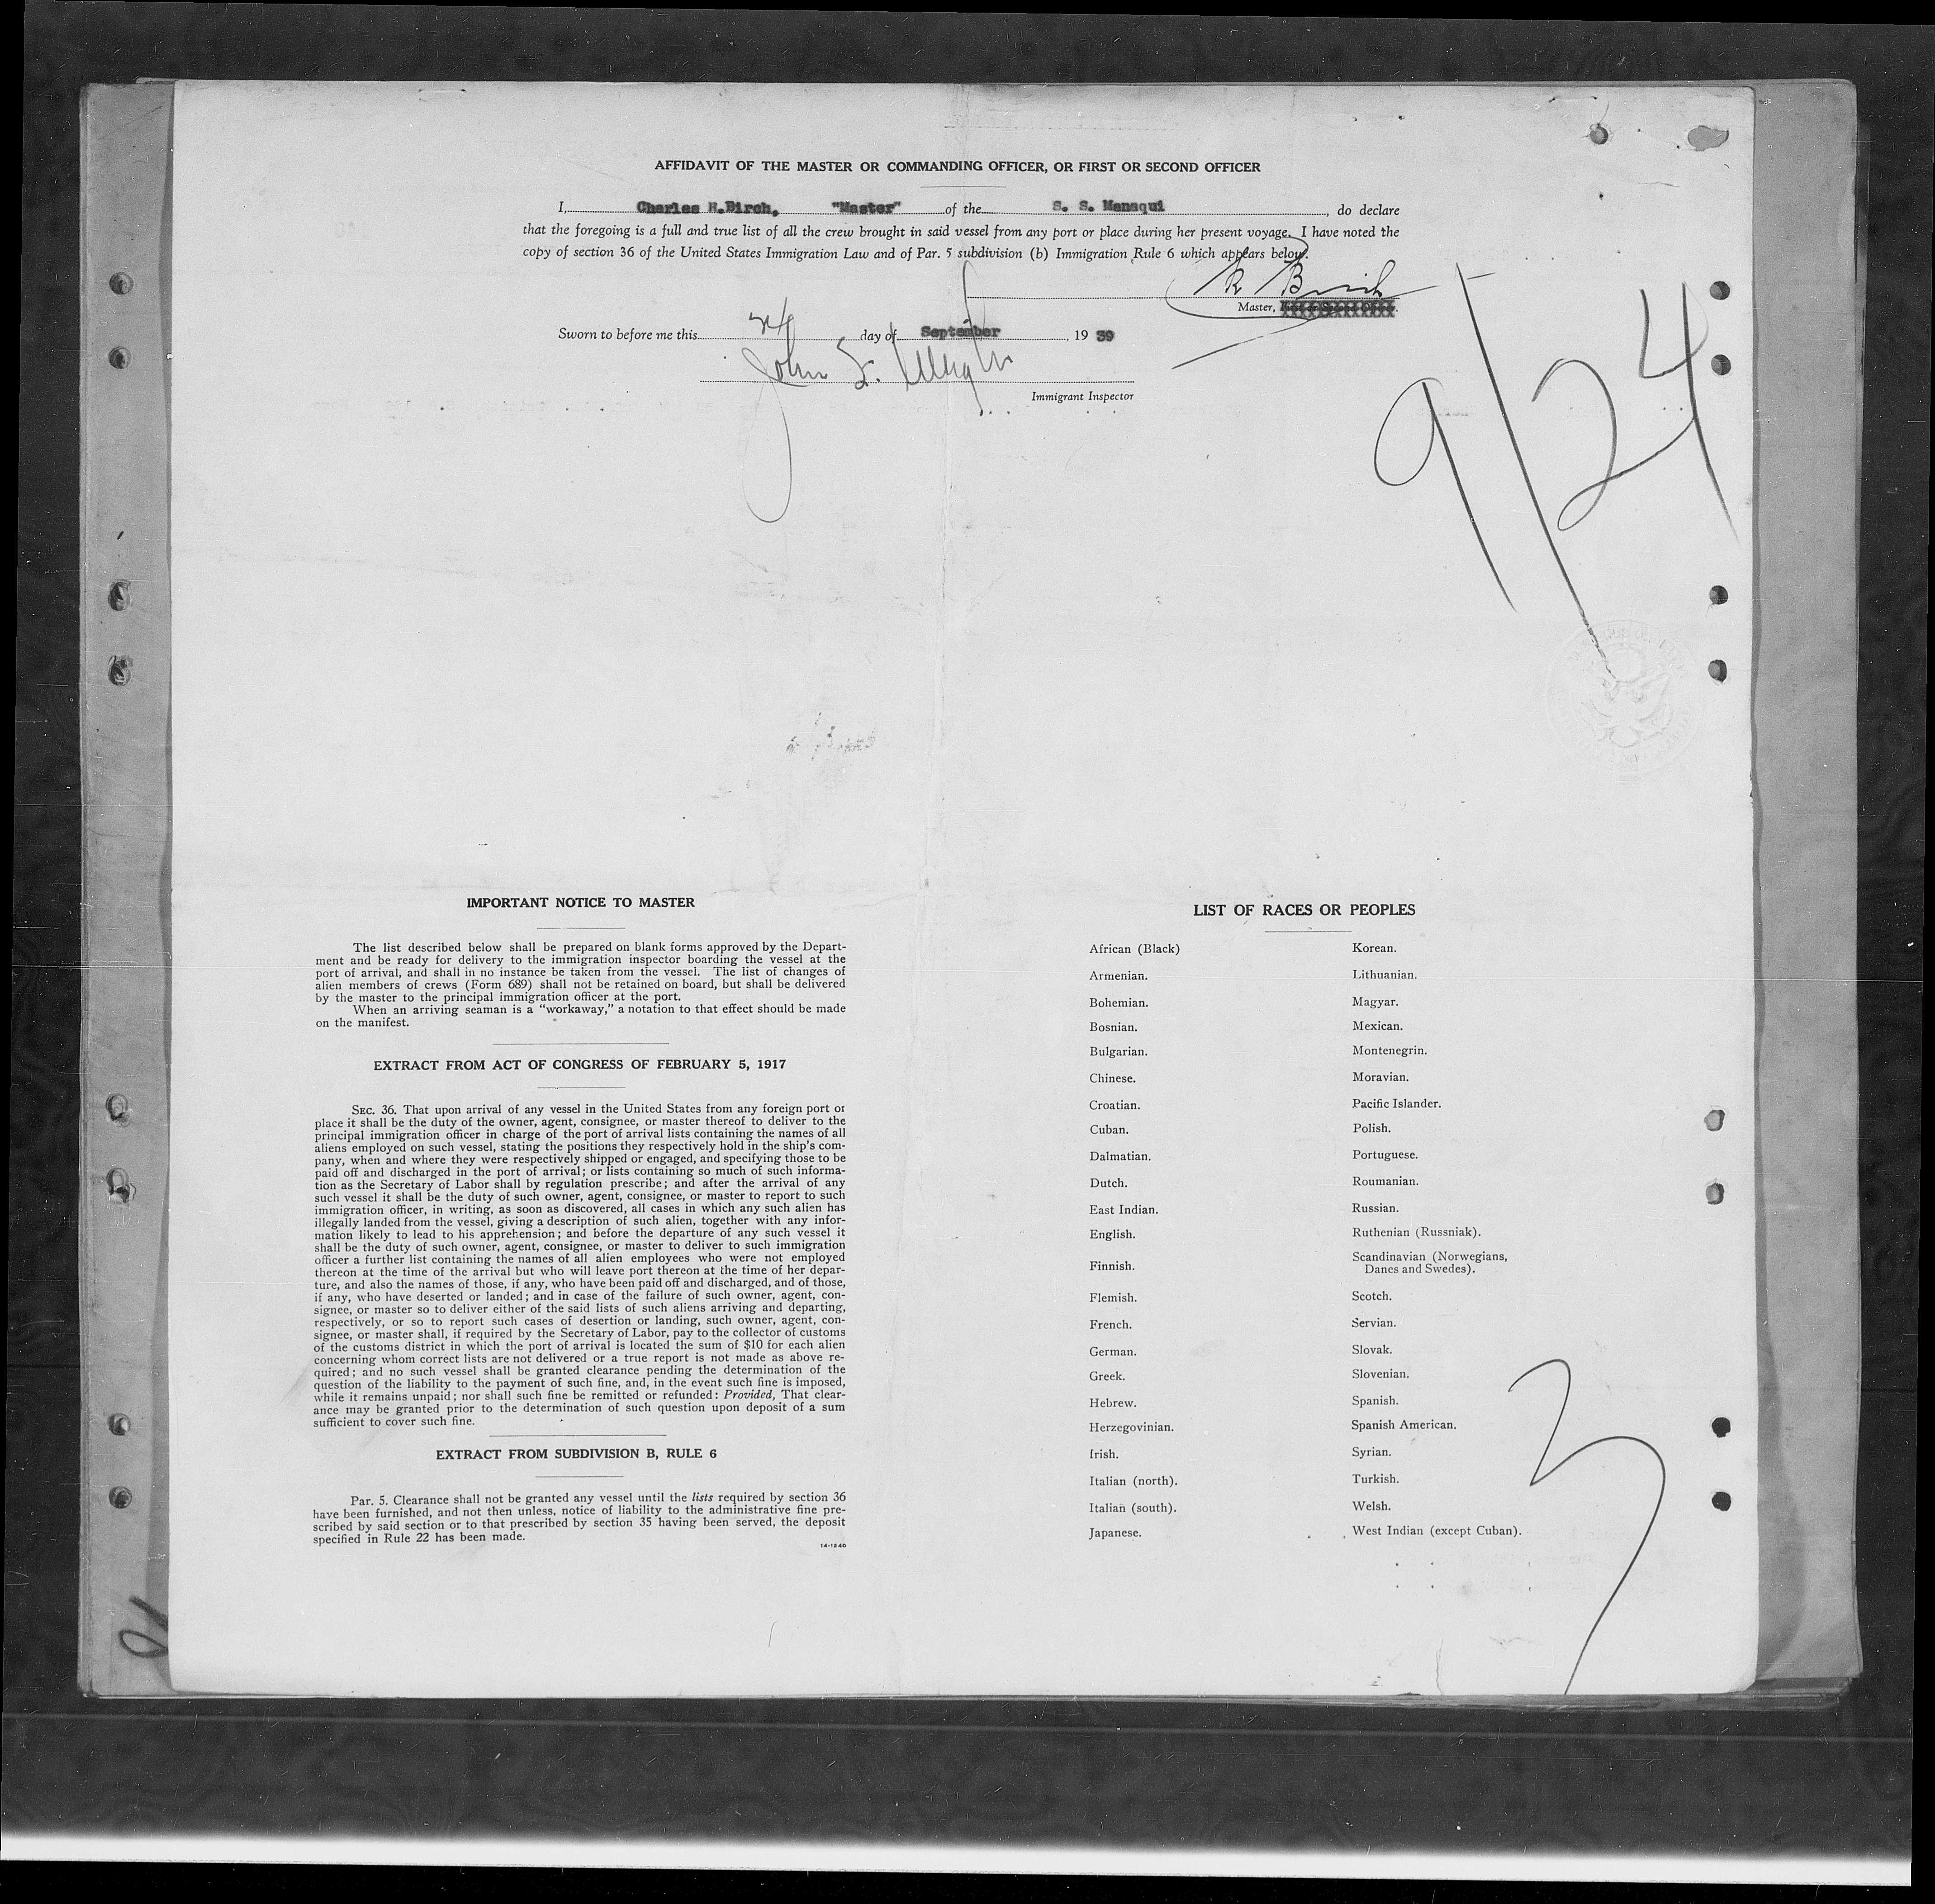 AFFIDAVIT OF THE MASTER OR COMMANDING OFFICER, OR FIRST OR SECOND OFFICER
I, Charles R. Birch, "Master" of the S. S. Manaqui, do declare
that the foregoing is a full and true list of all the crew brought in said vessel from any port or place during her present voyage. I have noted the
copy of section 36 of the United States Immigration Law and of Par. 5 subdivision (b) Immigration Rule 6 which appears below.
R Birch
Master,
Sworn to before me this 24 day of September, 1939
John
Immigrant Inspector
9/24
IMPORTANT NOTICE TO MASTER
The list described below shall be prepared on blank forms approved by the Depart-
ment and be ready for delivery to the immigration inspector boarding the vessel at the
port of arrival, and shall in no instance be taken from the vessel. The list of changes of
alien members of crews (Form 689) shall not be retained on board, but shall be delivered
by the master to the principal immigration officer at the port.
When an arriving seaman is a "workaway," a notation to that effect should be made
on the manifest.
EXTRACT FROM ACT OF CONGRESS OF FEBRUARY 5, 1917
SEC. 36. That upon arrival of any vessel in the United States from any foreign port or
place it shall be the duty of the owner, agent, consignee, or master thereof to deliver to the
principal immigration officer in charge of the port of arrival lists containing the names of all
aliens employed on such vessel, stating the positions they respectively hold in the ship's com-
pany, when and where they were respectively shipped or engaged, and specifying those to be
paid off and discharged in the port of arrival; or lists containing so much of such informa-
tion as the Secretary of Labor shall by regulation prescribe; and after the arrival of any
such vessel it shall be the duty of such owner, agent, consignee, or master to report to such
immigration officer, in writing, as soon as discovered, all cases in which any such alien has
illegally landed from the vessel, giving a description of such alien, together with any infor-
mation likely to lead to his apprehension; and before the departure of any such vessel it
shall be the duty of such owner, agent, consignee, or master to deliver to such immigration
officer a further list containing the names of all alien employees who were not employed
thereon at the time of the arrival but who will leave port thereon at the time of her depar-
ture, and also the names of those, if any, who have been paid off and discharged, and of those,
if any, who have deserted or landed; and in case of the failure of such owner, agent, con-
signee, or master so to deliver either of the said lists of such aliens arriving and departing,
respectively, or so to report such cases of desertion or landing, such owner, agent, con-
signee, or master shall, if required by the Secretary of Labor, pay to the collector of customs
of the customs district in which the port of arrival is located the sum of $10 for each alien
concerning whom correct lists are not delivered or a true report is not made as above re-
quired; and no such vessel shall be granted clearance pending the determination of the
question of the liability to the payment of such fine, and, in the event such fine is imposed,
while it remains unpaid; nor shall such fine be remitted or refunded: Provided, That clear-
ance may be granted prior to the determination of such question upon deposit of a sum
sufficient to cover such fine.
EXTRACT FROM SUBDIVISION B, RULE 6
Par. 5. Clearance shall not be granted any vessel until the lists required by section 36
have been furnished, and not then unless, notice of liability to the administrative fine pre-
scribed by said section or to that prescribed by section 35 having been served, the deposit
specified in Rule 22 has been made.
14-1840
LIST OF RACES OR PEOPLES
African (Black)
Armenian.
Bohemian.
Bosnian.
Bulgarian.
Chinese.
Croatian.
Cuban.
Dalmatian.
Dutch.
East Indian.
English.
Finnish.
Flemish.
French.
German.
Greek.
Hebrew.
Herzegovinian.
Irish.
Italian (north).
Italian (south).
Japanese.
Korean.
Lithuanian.
Magyar.
Mexican.
Montenegrin.
Moravian.
Pacific Islander.
Polish.
Portuguese.
Roumanian.
Russian.
Ruthenian (Russniak).
Scandinavian (Norwegians,
Danes and Swedes).
Scotch.
Servian.
Slovak.
Slovenian.
Spanish.
Spanish American.
Syrian.
Turkish.
Welsh.
West Indian (except Cuban).
3